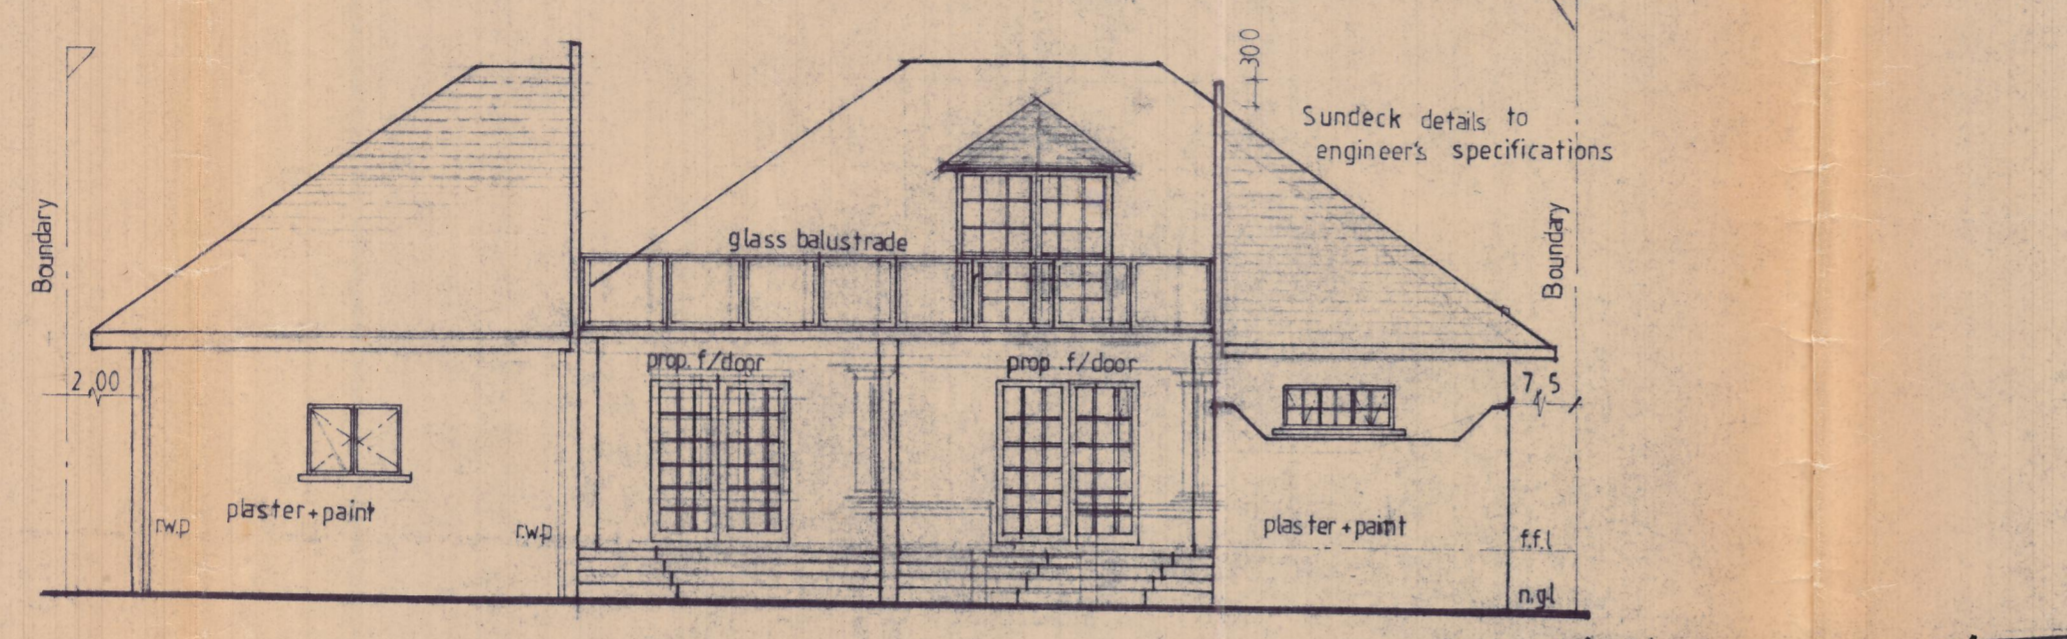 300
Sundeck details to
engineer's specifications
Boundary
Boundary
glass balustrade
prop. f/door
prop .f/door
2,00
7,5
plaster+paint
r.w.p
r.w.p
plaster+paint
f.f.l
n.g.l